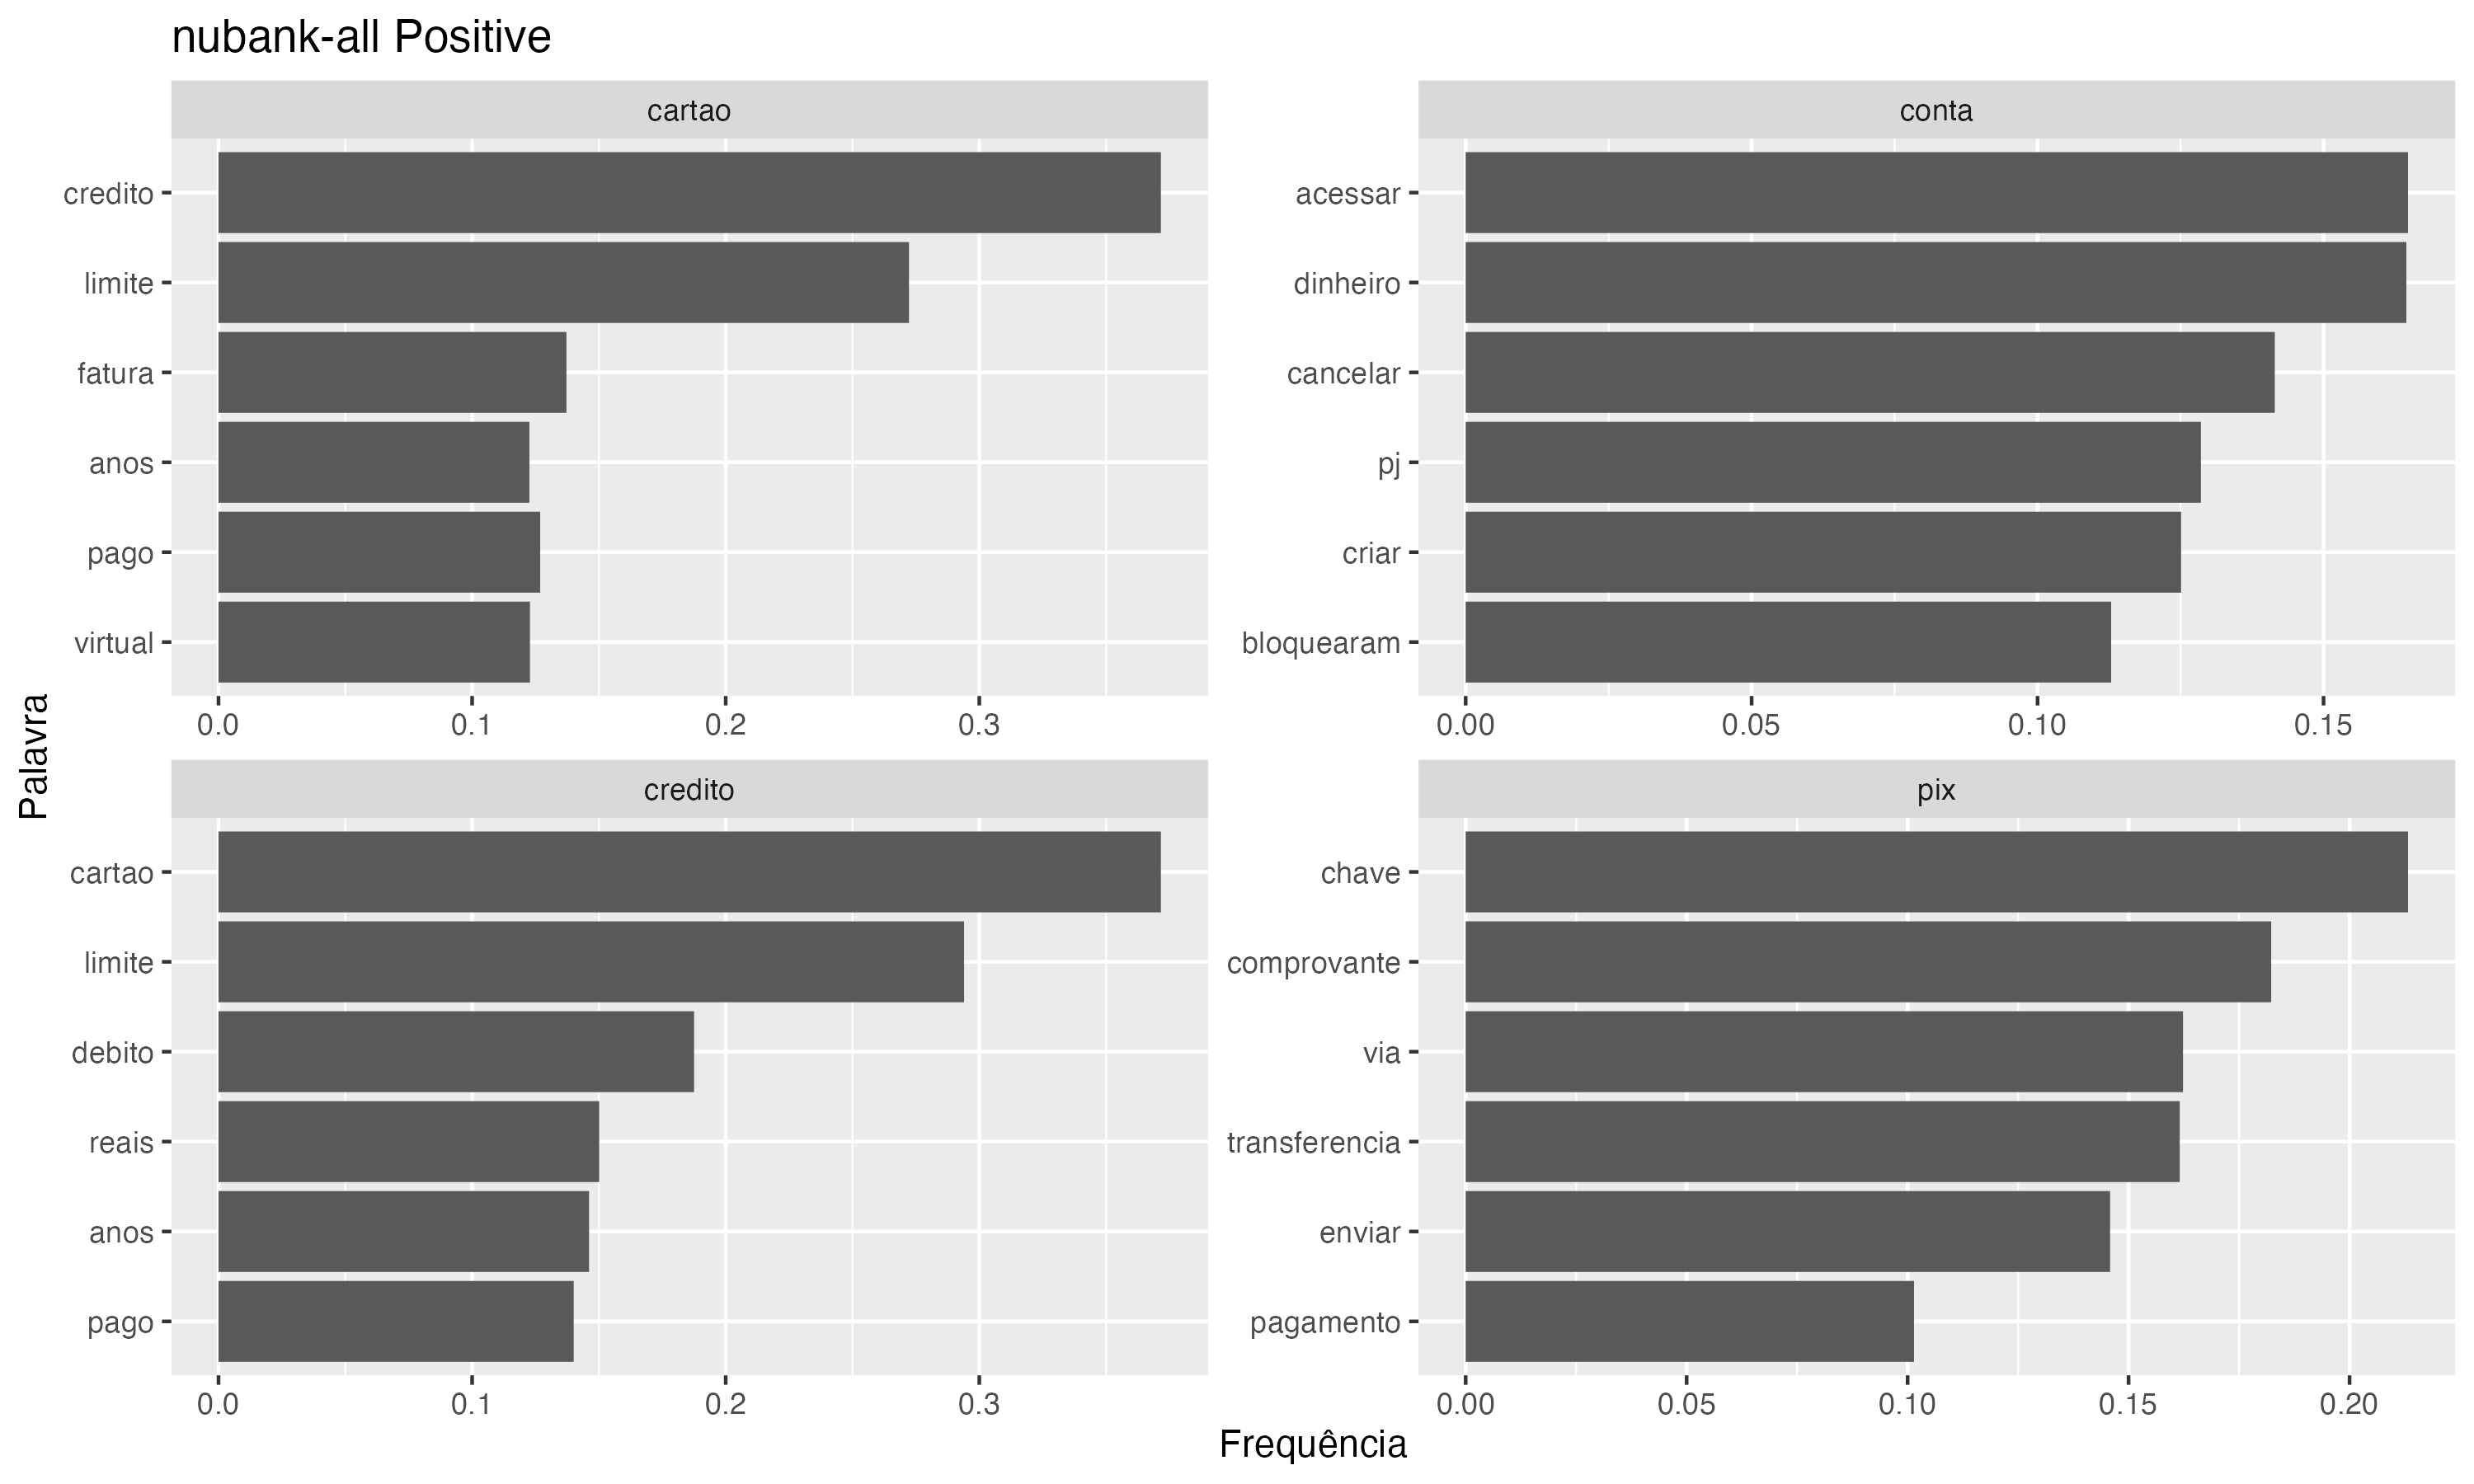 nubank-all Positive
cartao
credito
limite
fatura
anos
pago
virtual
0.0 0.1 0.2 0.3
conta
acessar
dinheiro
cancelar
pj
criar
bloquearam
0.00 0.05 0.10 0.15
Palavra
credito
cartao
limite
debito
reais
anos
pago
0.0 0.1 0.2 0.3
pix
chave
comprovante
via
transferencia
enviar
pagamento
0.00 0.05 0.10 0.15 0.20
Frequência